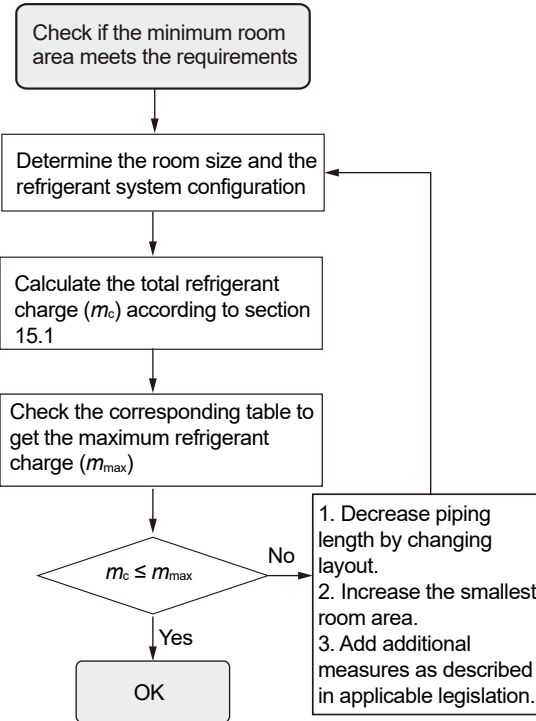 Check if the minimum room
area meets the requirements
Determine the room size and the
refrigerant system configuration
Calculate the total refrigerant
charge (mc) according to section
15.1
Check the corresponding table to
get the maximum refrigerant
charge (mmax)
mc ≤ mmax
No
1. Decrease piping
length by changing
layout.
2. Increase the smallest
room area.
3. Add additional
measures as described
in applicable legislation.
Yes
OK